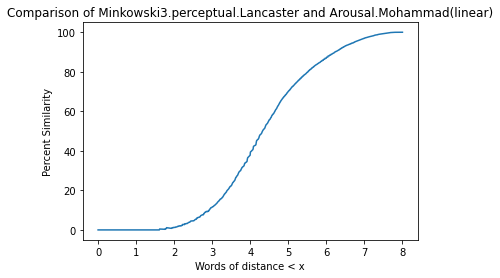 Comparison of Minkowski3.perceptual.Lancaster and Arousal.Mohammad(linear)
100
80
60
40
20
0
Percent Similarity
0 1 2 3 4 5 6 7 8
Words of distance < x